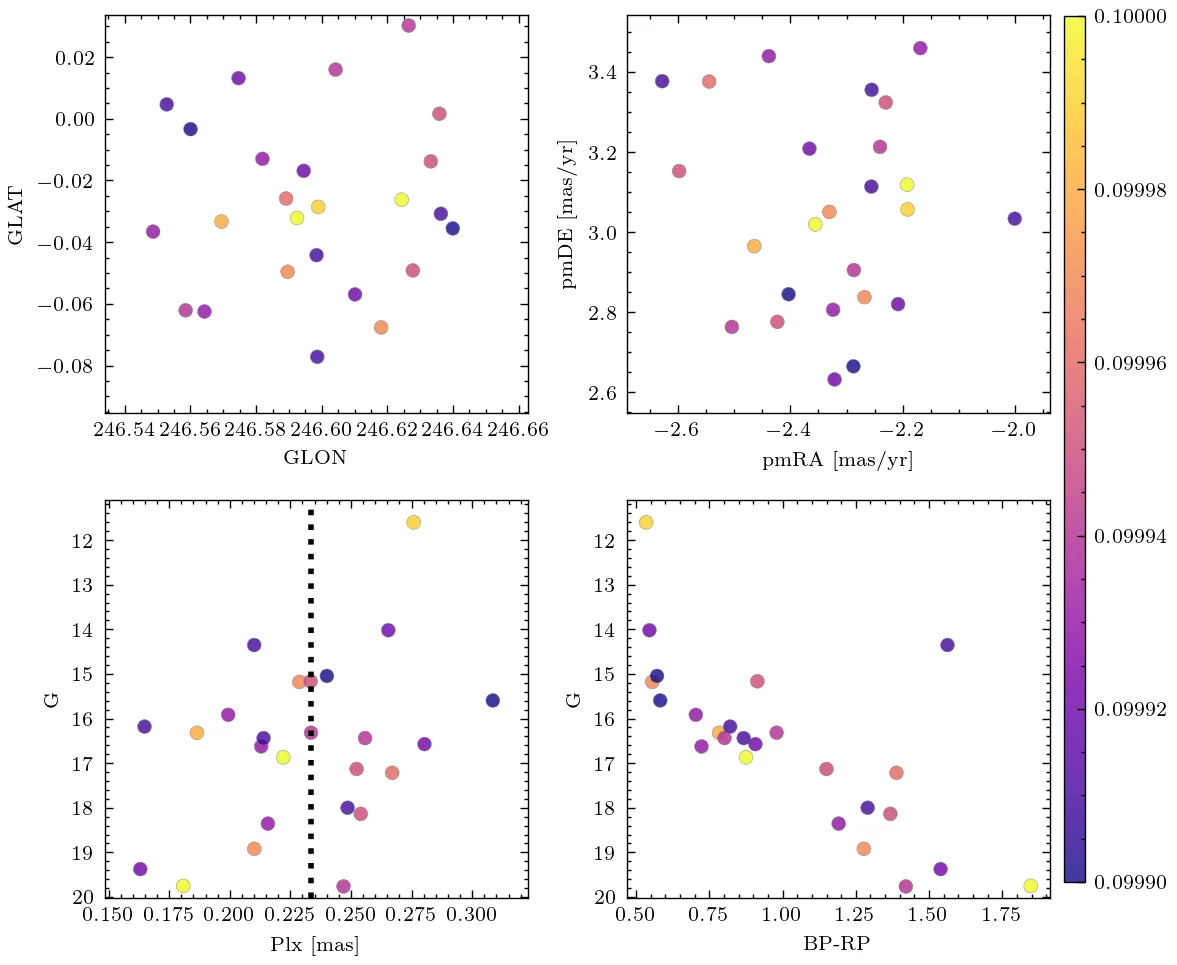 0.02
0.00
−0.02
−0.04
−0.06
−0.08
GLAT
246.54 246.56 246.58 246.60 246.62 246.64 246.66
GLON
3.4
3.2
3.0
2.8
2.6
pmDE [mas/yr]
−2.6 −2.4 −2.2 −2.0
pmRA [mas/yr]
0.10000
0.09998
0.09996
0.09994
0.09992
0.09990
12
13
14
15
16
17
18
19
20
G
0.150 0.175 0.200 0.225 0.250 0.275 0.300
Plx [mas]
12
13
14
15
16
17
18
19
20
G
0.50 0.75 1.00 1.25 1.50 1.75
BP-RP